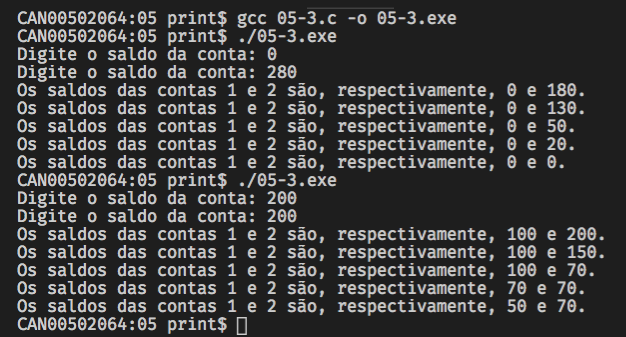 CAN00502064:05 print$ gcc 05-3.c -o 05-3.exe
CAN00502064:05 print$ ./05-3.exe
Digite o saldo da conta: 0
Digite o saldo da conta: 280
Os saldos das contas 1 e 2 são, respectivamente, 0 e 180.
Os saldos das contas 1 e 2 são, respectivamente, 0 e 130.
Os saldos das contas 1 e 2 são, respectivamente, 0 e 50.
Os saldos das contas 1 e 2 são, respectivamente, 0 e 20.
Os saldos das contas 1 e 2 são, respectivamente, 0 e 0.
CAN00502064:05 print$ ./05-3.exe
Digite o saldo da conta: 200
Digite o saldo da conta: 200
Os saldos das contas 1 e 2 são, respectivamente, 100 e 200.
Os saldos das contas 1 e 2 são, respectivamente, 100 e 150.
Os saldos das contas 1 e 2 são, respectivamente, 100 e 70.
Os saldos das contas 1 e 2 são, respectivamente, 70 e 70.
Os saldos das contas 1 e 2 são, respectivamente, 50 e 70.
CAN00502064:05 print$